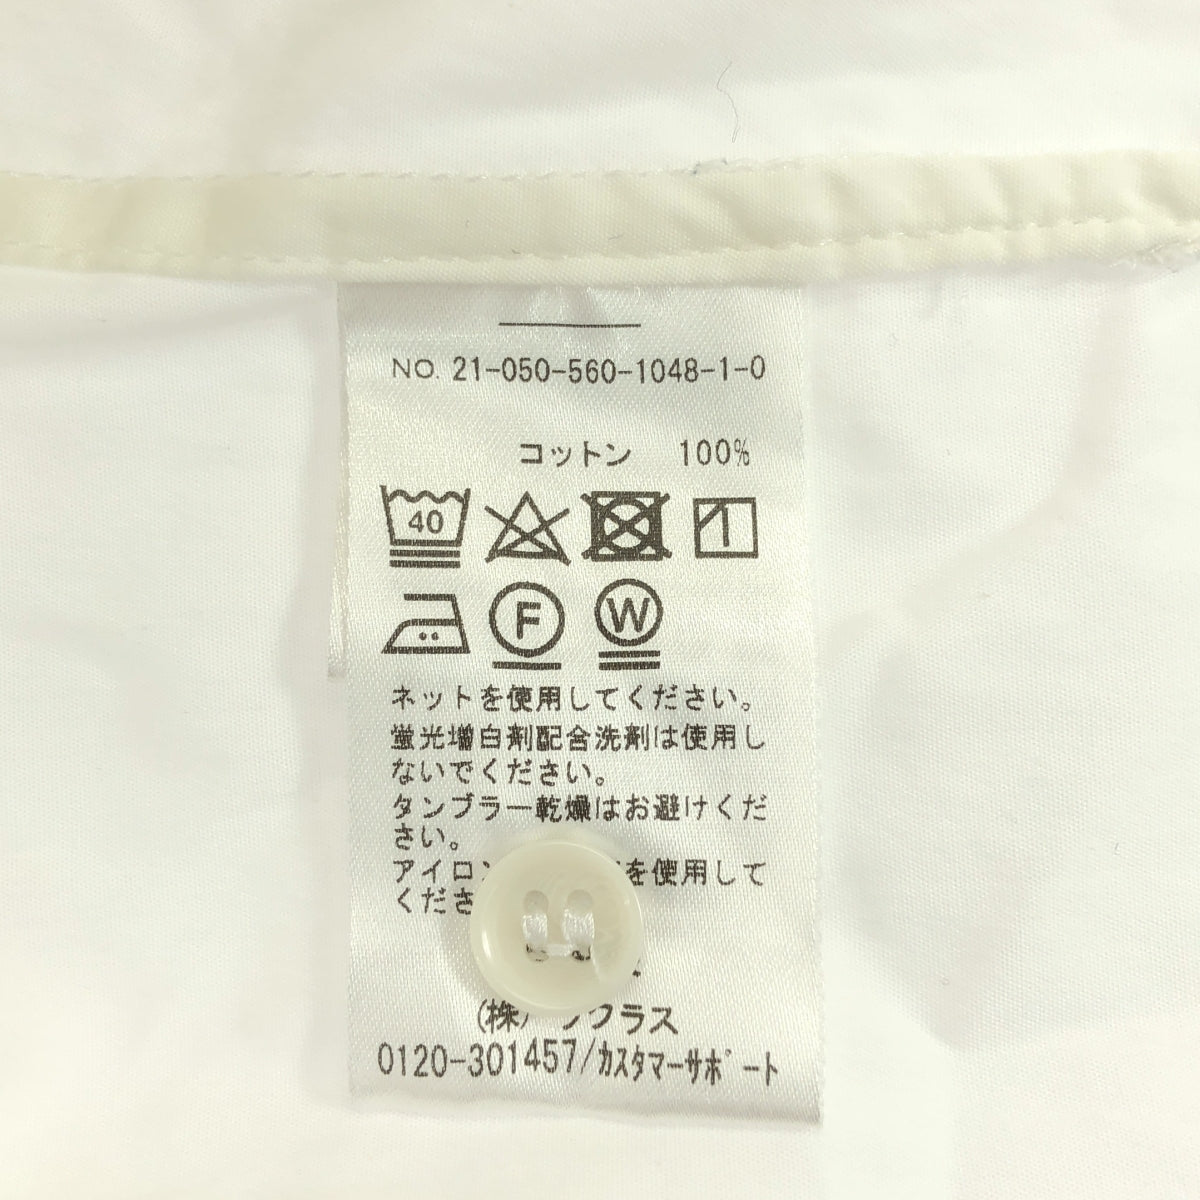 NO. 21-050-560-1048-1-0
コットン 100%
40
F W
ネットを使用してください。
蛍光増白剤配合洗剤は使用し
ないでください。
タンブラー乾燥はお避けくだ
さい。
アイロン を使用して
くださ
(株) クラス
0120-301457/カスタマーサポート